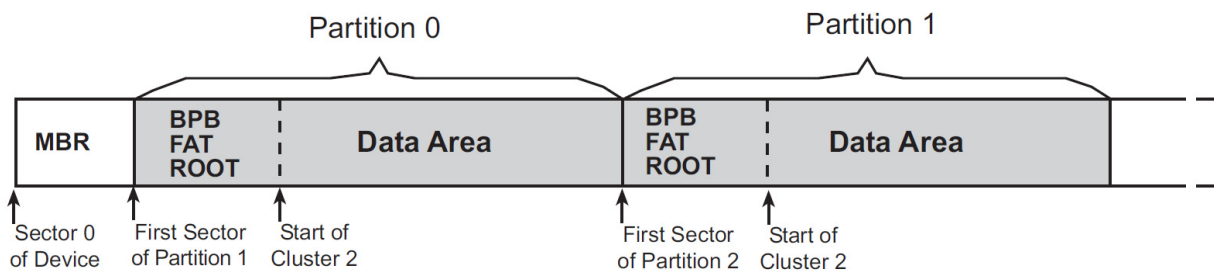 Partition 0
Partition 1
MBR
BPB
FAT
ROOT
Data Area
BPB
FAT
ROOT
Data Area
Sector 0
of Device
First Sector
of Partition 1
Start of
Cluster 2
First Sector
of Partition 2
Start of
Cluster 2